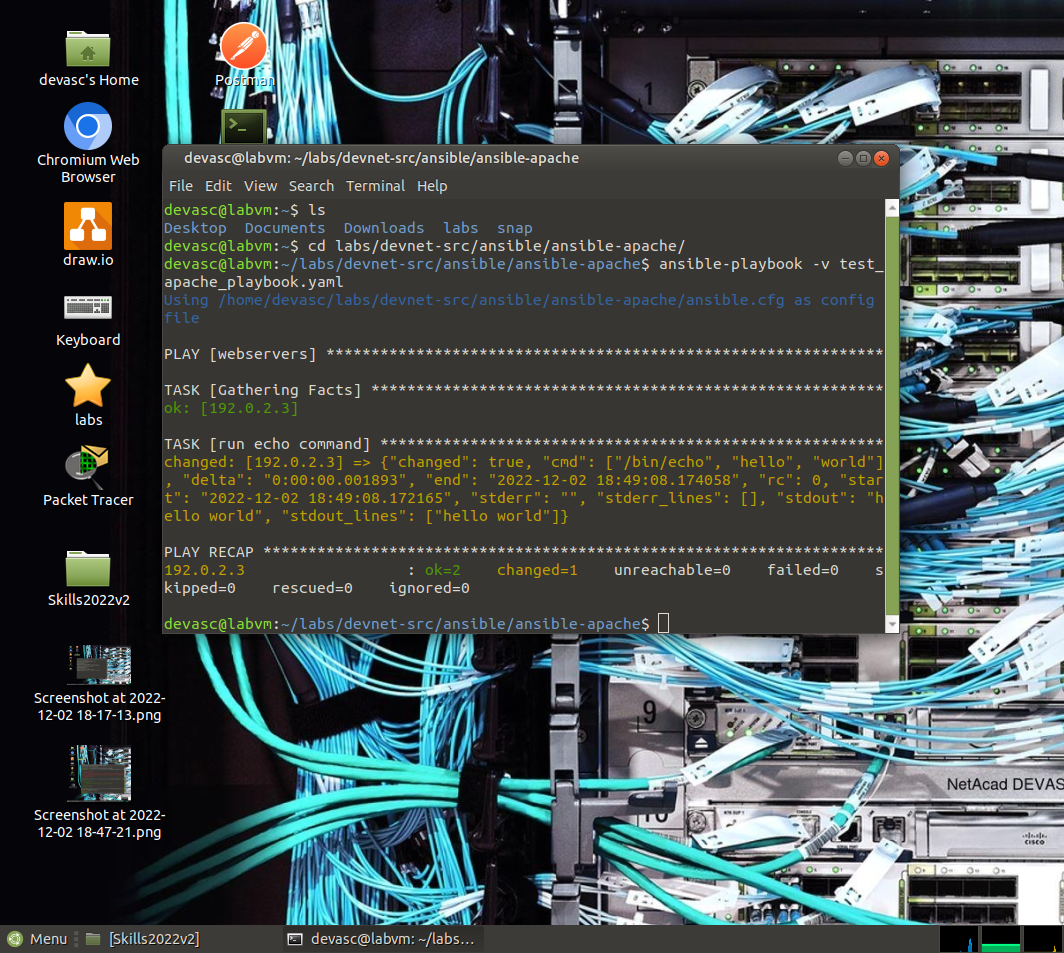 devasc's Home
Postman
Chromium Web
Browser
draw.io
Keyboard
labs
Packet Tracer
Skills2022v2
Screenshot at 2022-
12-02 18-17-13.png
Screenshot at 2022-
12-02 18-47-21.png
devasc@labvm: ~/labs/devnet-src/ansible/ansible-apache
File Edit View Search Terminal Help
devasc@labvm:~$ ls
Desktop  Documents  Downloads  labs  snap
devasc@labvm:~$ cd labs/devnet-src/ansible/ansible-apache/
devasc@labvm:~/labs/devnet-src/ansible/ansible-apache$ ansible-playbook -v test_
apache_playbook.yaml
Using /home/devasc/labs/devnet-src/ansible/ansible-apache/ansible.cfg as config
file
PLAY [webservers] **************************************************************
TASK [Gathering Facts] *********************************************************
ok: [192.0.2.3]
TASK [run echo command] ********************************************************
changed: [192.0.2.3] => {"changed": true, "cmd": ["/bin/echo", "hello", "world"]
, "delta": "0:00:00.001893", "end": "2022-12-02 18:49:08.174058", "rc": 0, "star
t": "2022-12-02 18:49:08.172165", "stderr": "", "stderr_lines": [], "stdout": "h
ello world", "stdout_lines": ["hello world"]}
PLAY RECAP *********************************************************************
192.0.2.3                  : ok=2    changed=1    unreachable=0    failed=0    s
kipped=0    rescued=0    ignored=0
devasc@labvm:~/labs/devnet-src/ansible/ansible-apache$
1
9
10
NetAcad DEVAS
CISCO
Menu
[Skills2022v2]
devasc@labvm: ~/labs...